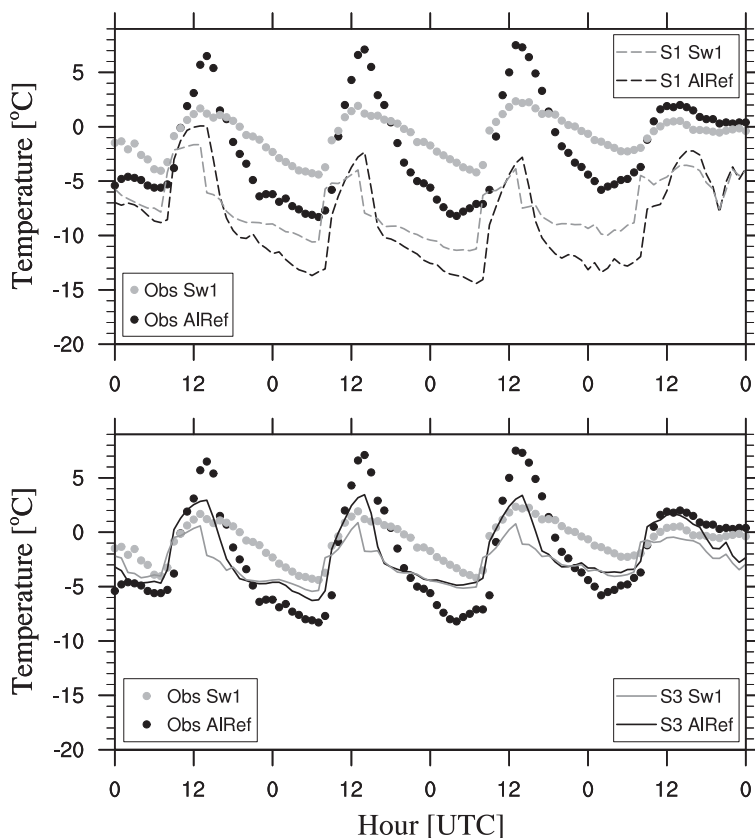 S1 Sw1
S1 AlRef
Temperature [°C]
5
0
-5
-10
-15
-20
Obs Sw1
Obs AlRef
0 12 0 12 0 12 0 12 0
Temperature [°C]
5
0
-5
-10
-15
-20
Obs Sw1
Obs AlRef
S3 Sw1
S3 AlRef
0 12 0 12 0 12 0 12 0
Hour [UTC]